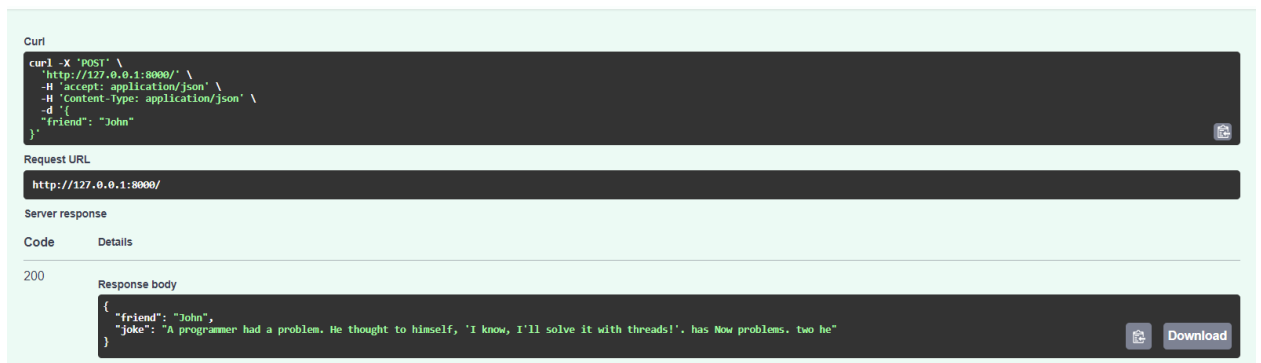 Curl
curl -X 'POST' \
  'http://127.0.0.1:8000/' \
  -H 'accept: application/json' \
  -H 'Content-Type: application/json' \
  -d '{
  "friend": "John"
}'
Request URL
http://127.0.0.1:8000/
Server response
Code Details
200
Response body
{
  "friend": "John",
  "joke": "A programmer had a problem. He thought to himself, 'I know, I'll solve it with threads!'. has Now problems. two he"
}
Download